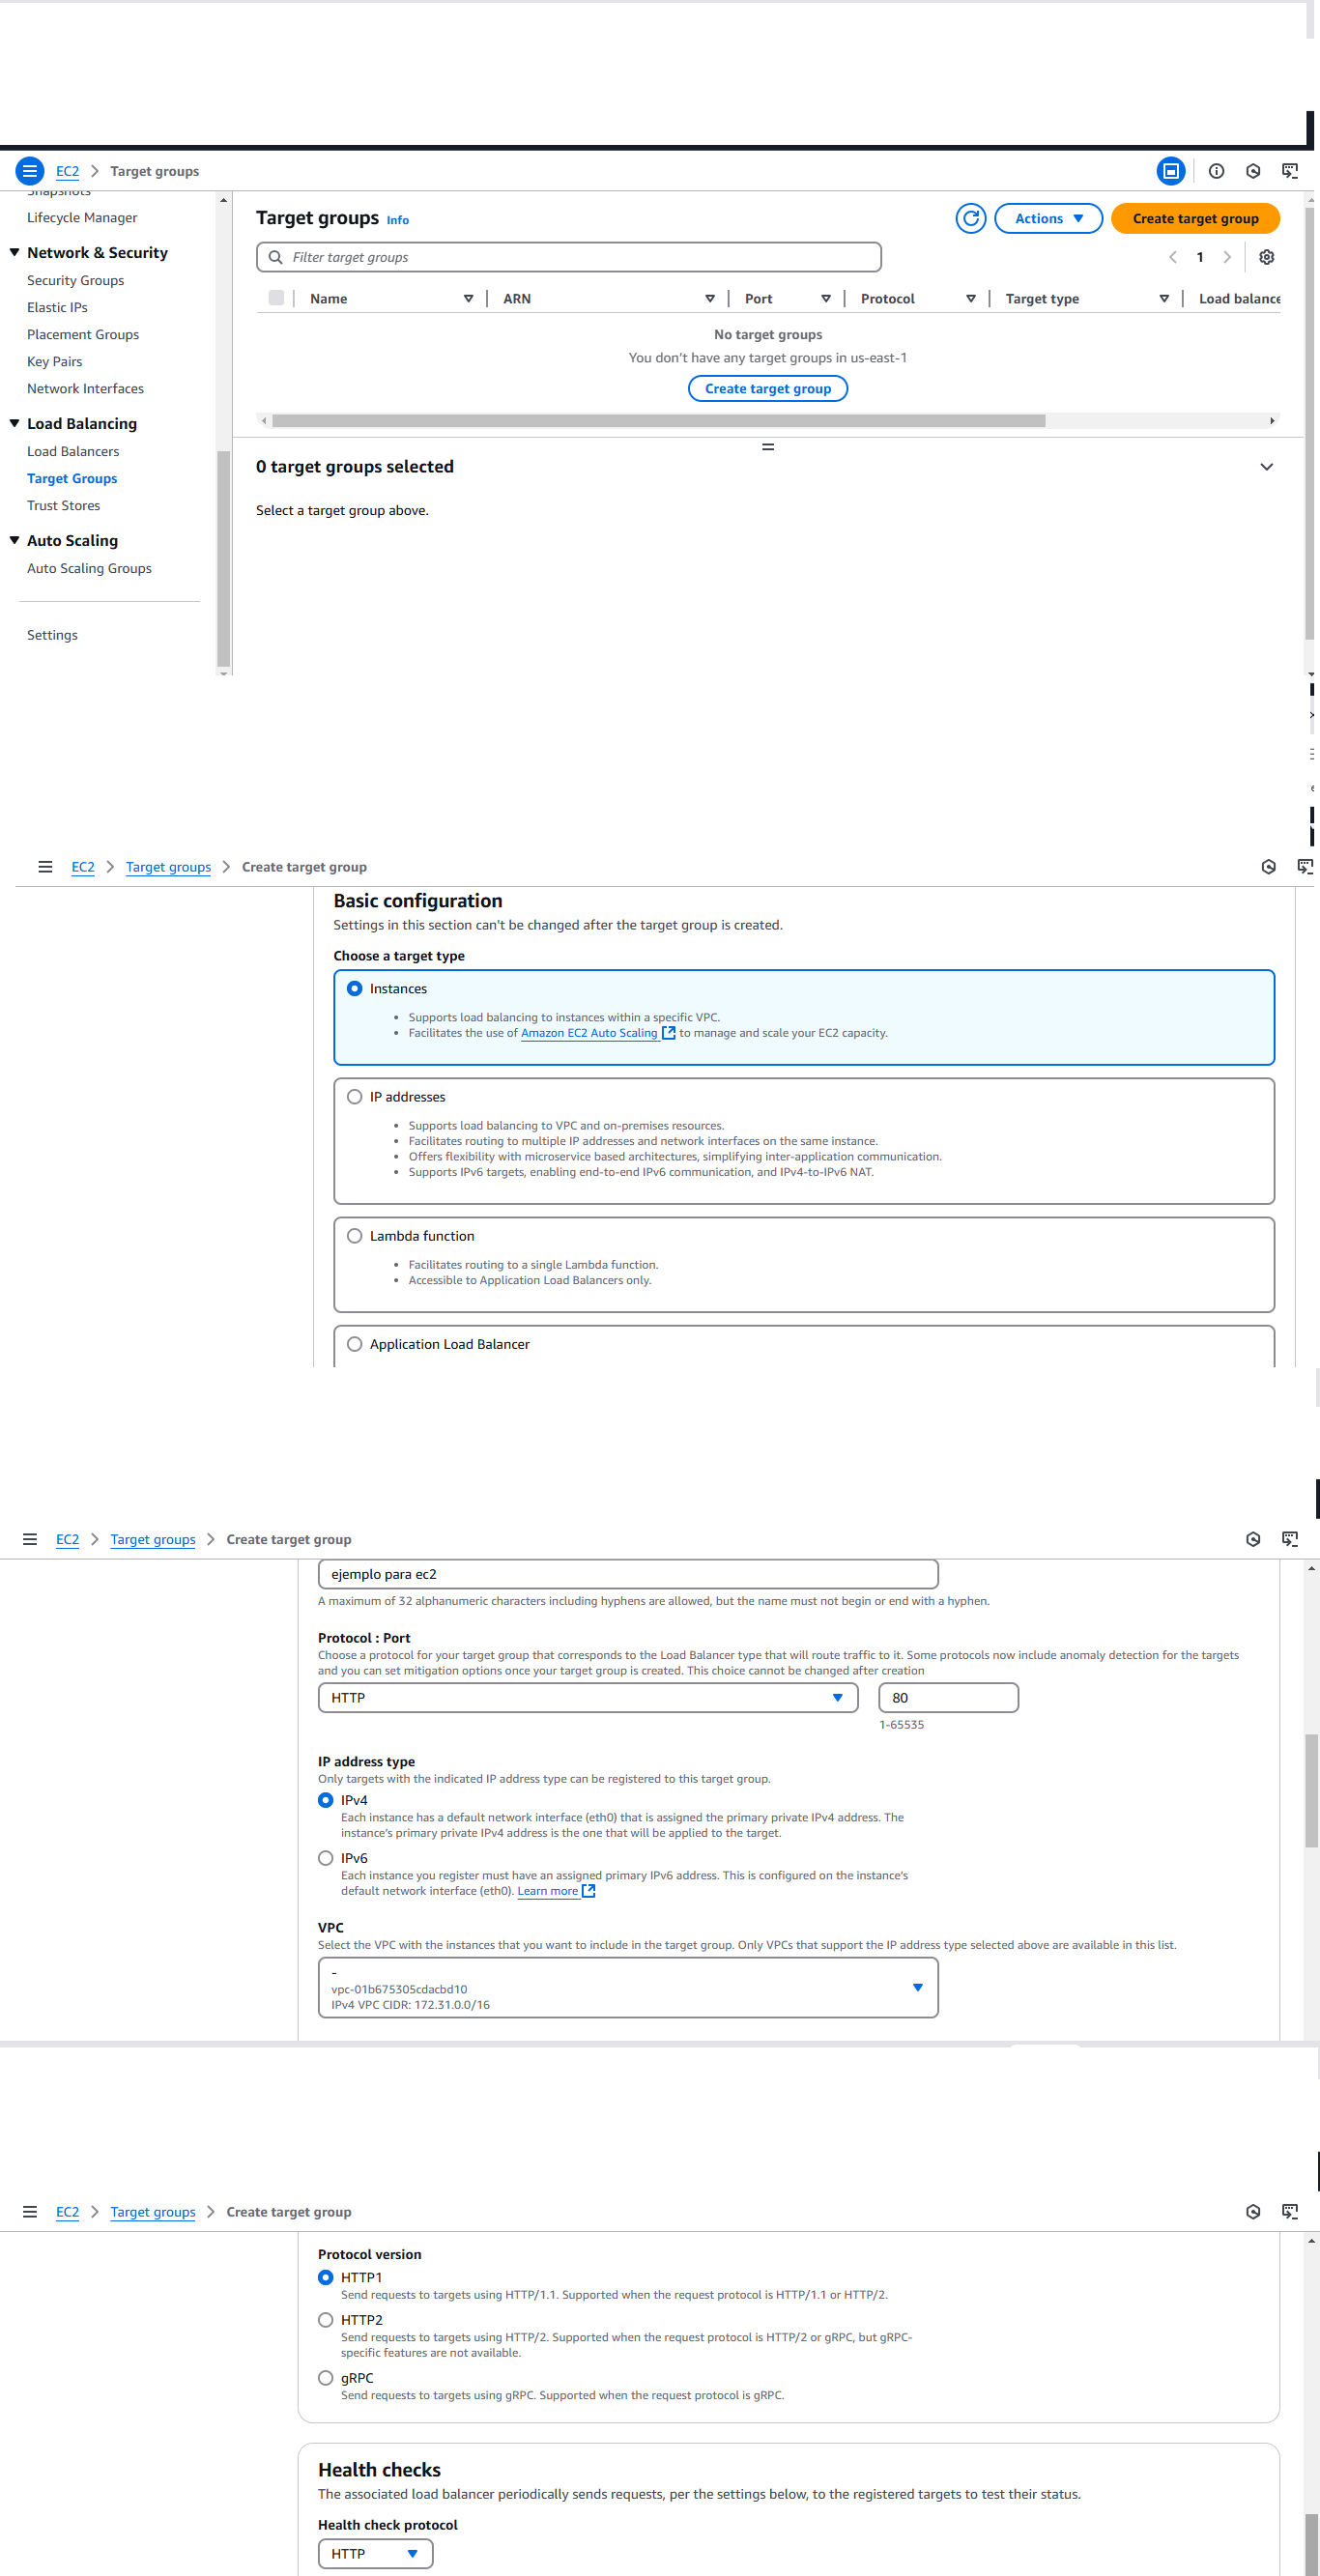 EC2 > Target groups
Snapshots
Lifecycle Manager
Network & Security
Security Groups
Elastic IPs
Placement Groups
Key Pairs
Network Interfaces
Load Balancing
Load Balancers
Target Groups
Trust Stores
Auto Scaling
Auto Scaling Groups
Settings
Target groups Info
Actions
Create target group
Filter target groups
1
Name ARN Port Protocol Target type Load balance
No target groups
You don't have any target groups in us-east-1
Create target group
0 target groups selected
Select a target group above.
EC2 > Target groups > Create target group
Basic configuration
Settings in this section can't be changed after the target group is created.
Choose a target type
Instances
• Supports load balancing to instances within a specific VPC.
• Facilitates the use of Amazon EC2 Auto Scaling to manage and scale your EC2 capacity.
IP addresses
• Supports load balancing to VPC and on-premises resources.
• Facilitates routing to multiple IP addresses and network interfaces on the same instance.
• Offers flexibility with microservice based architectures, simplifying inter-application communication.
• Supports IPv6 targets, enabling end-to-end IPv6 communication, and IPv4-to-IPv6 NAT.
Lambda function
• Facilitates routing to a single Lambda function.
• Accessible to Application Load Balancers only.
Application Load Balancer
EC2 > Target groups > Create target group
ejemplo para ec2
A maximum of 32 alphanumeric characters including hyphens are allowed, but the name must not begin or end with a hyphen.
Protocol : Port
Choose a protocol for your target group that corresponds to the Load Balancer type that will route traffic to it. Some protocols now include anomaly detection for the targets
and you can set mitigation options once your target group is created. This choice cannot be changed after creation
HTTP
80
1-65535
IP address type
Only targets with the indicated IP address type can be registered to this target group.
IPv4
Each instance has a default network interface (eth0) that is assigned the primary private IPv4 address. The
instance's primary private IPv4 address is the one that will be applied to the target.
IPv6
Each instance you register must have an assigned primary IPv6 address. This is configured on the instance's
default network interface (eth0). Learn more
VPC
Select the VPC with the instances that you want to include in the target group. Only VPCs that support the IP address type selected above are available in this list.
-
vpc-01b675305cdacbd10
IPv4 VPC CIDR: 172.31.0.0/16
EC2 > Target groups > Create target group
Protocol version
HTTP1
Send requests to targets using HTTP/1.1. Supported when the request protocol is HTTP/1.1 or HTTP/2.
HTTP2
Send requests to targets using HTTP/2. Supported when the request protocol is HTTP/2 or gRPC, but gRPC-
specific features are not available.
gRPC
Send requests to targets using gRPC. Supported when the request protocol is gRPC.
Health checks
The associated load balancer periodically sends requests, per the settings below, to the registered targets to test their status.
Health check protocol
HTTP